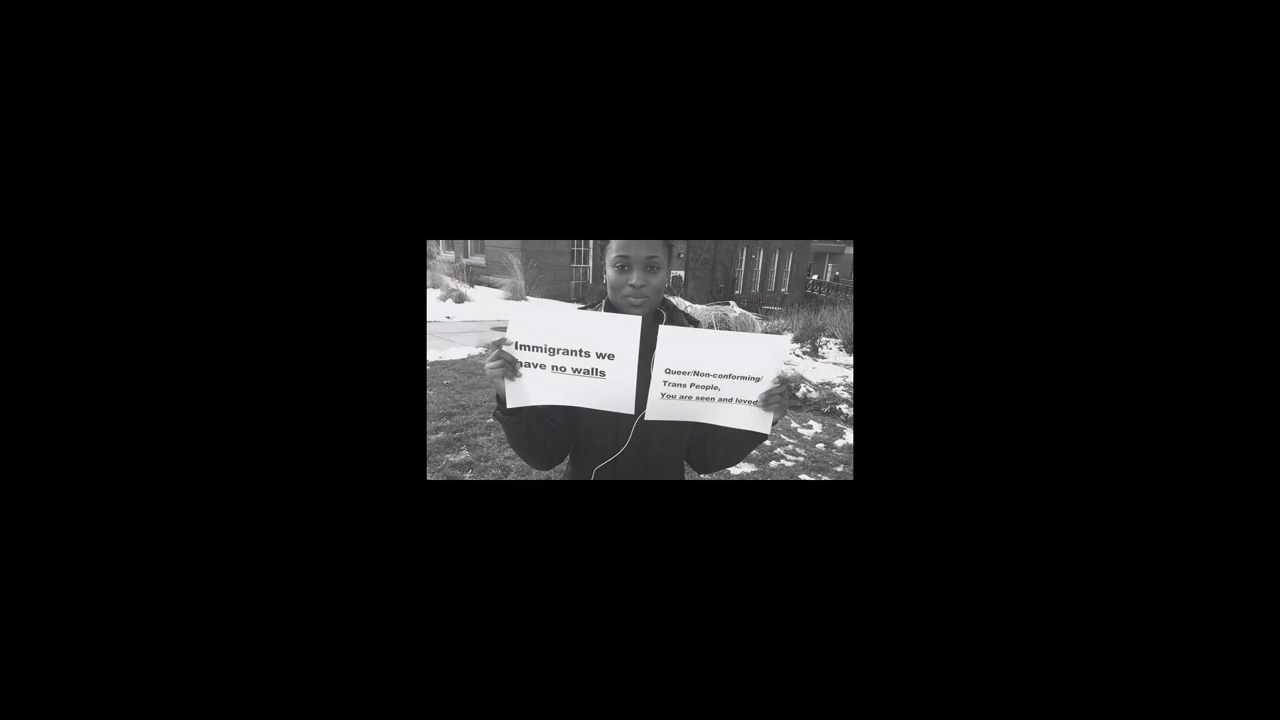 Immigrants we
have no walls
Queer/Non-conforming/
Trans People,
You are seen and loved